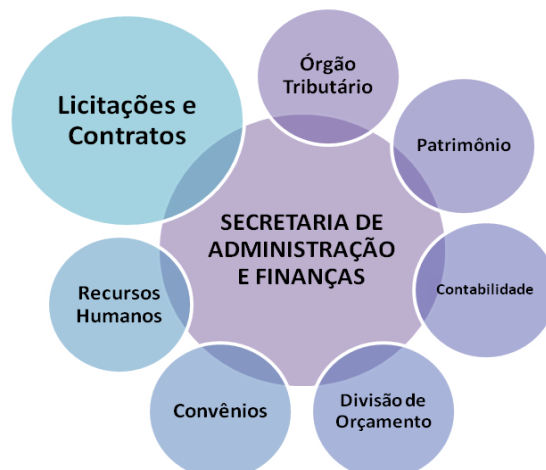 Licitações e
Contratos
Órgão
Tributário
Patrimônio
SECRETARIA DE
ADMINISTRAÇÃO
E FINANÇAS
Contabilidade
Recursos
Humanos
Convênios
Divisão de
Orçamento